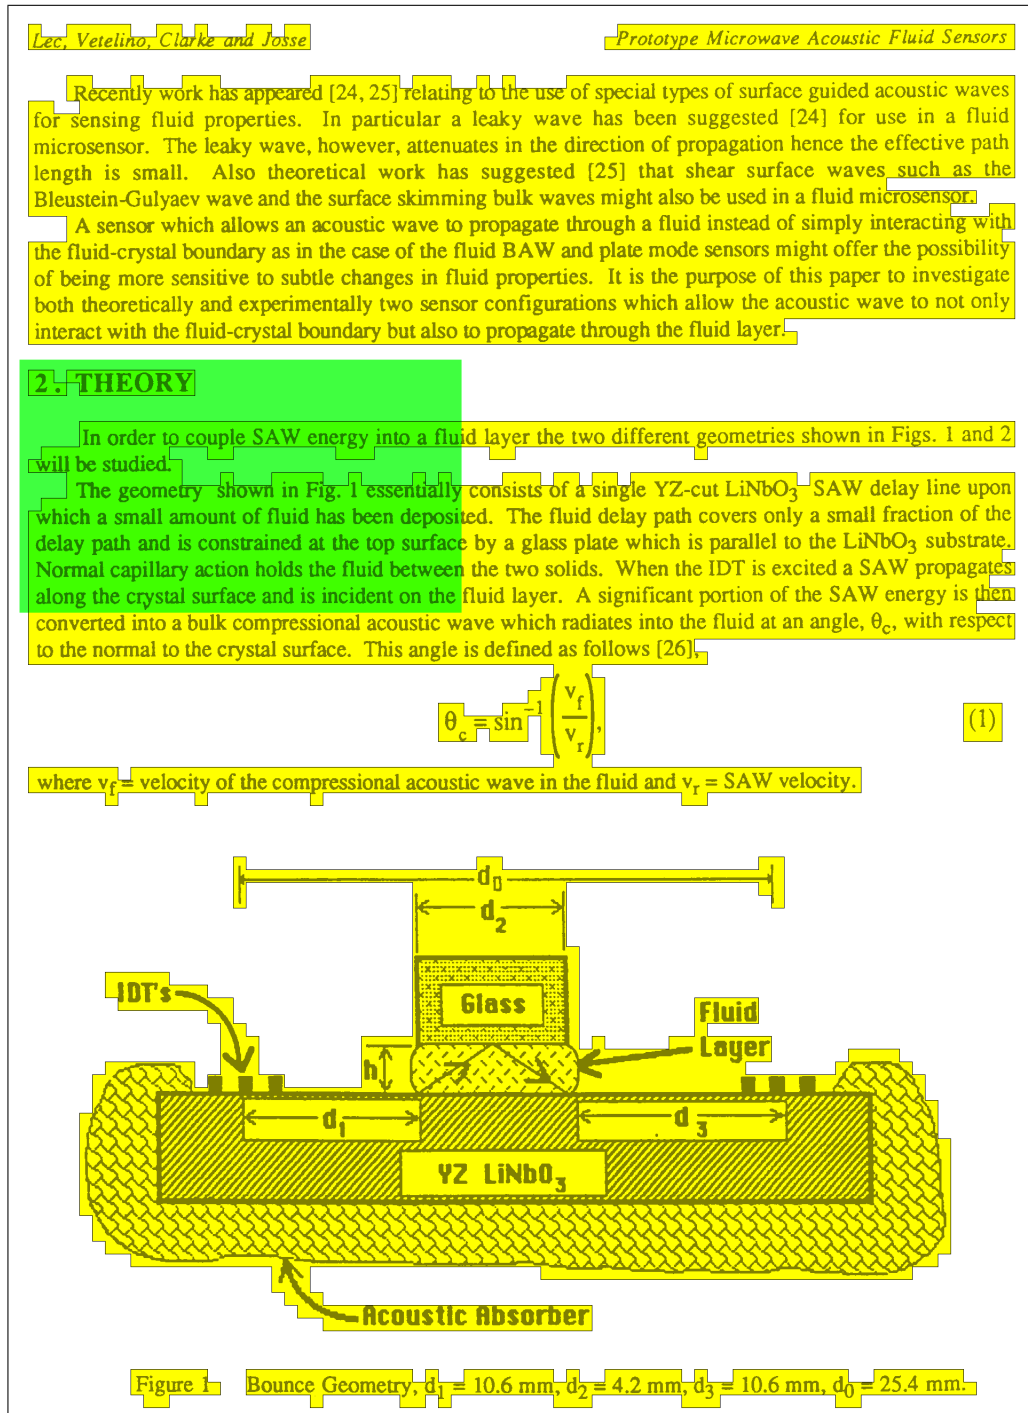 Lec, Vetelino, Clarke and Josse
Prototype Microwave Acoustic Fluid Sensors
Recently work has appeared [24, 25] relating to the use of special types of surface guided acoustic waves
for sensing fluid properties. In particular a leaky wave has been suggested [24] for use in a fluid
microsensor. The leaky wave, however, attenuates in the direction of propagation hence the effective path
length is small. Also theoretical work has suggested [25] that shear surface waves such as the
Bleustein-Gulyaev wave and the surface skimming bulk waves might also be used in a fluid microsensor.
A sensor which allows an acoustic wave to propagate through a fluid instead of simply interacting with
the fluid-crystal boundary as in the case of the fluid BAW and plate mode sensors might offer the possibility
of being more sensitive to subtle changes in fluid properties. It is the purpose of this paper to investigate
both theoretically and experimentally two sensor configurations which allow the acoustic wave to not only
interact with the fluid-crystal boundary but also to propagate through the fluid layer.
2. THEORY
In order to couple SAW energy into a fluid layer the two different geometries shown in Figs. 1 and 2
will be studied.
The geometry shown in Fig. 1 essentially consists of a single YZ-cut LiNbO₃ SAW delay line upon
which a small amount of fluid has been deposited. The fluid delay path covers only a small fraction of the
delay path and is constrained at the top surface by a glass plate which is parallel to the LiNbO₃ substrate.
Normal capillary action holds the fluid between the two solids. When the IDT is excited a SAW propagates
along the crystal surface and is incident on the fluid layer. A significant portion of the SAW energy is then
converted into a bulk compressional acoustic wave which radiates into the fluid at an angle, θc, with respect
to the normal to the crystal surface. This angle is defined as follows [26],
θc = sin⁻¹ (vf / vr), (1)
where vf = velocity of the compressional acoustic wave in the fluid and vr = SAW velocity.
d₀
d₂
IDT's
Glass
Fluid
Layer
h
d₁
d₃
YZ LiNbO₃
Acoustic Absorber
Figure 1 Bounce Geometry, d₁ = 10.6 mm, d₂ = 4.2 mm, d₃ = 10.6 mm, d₀ = 25.4 mm.